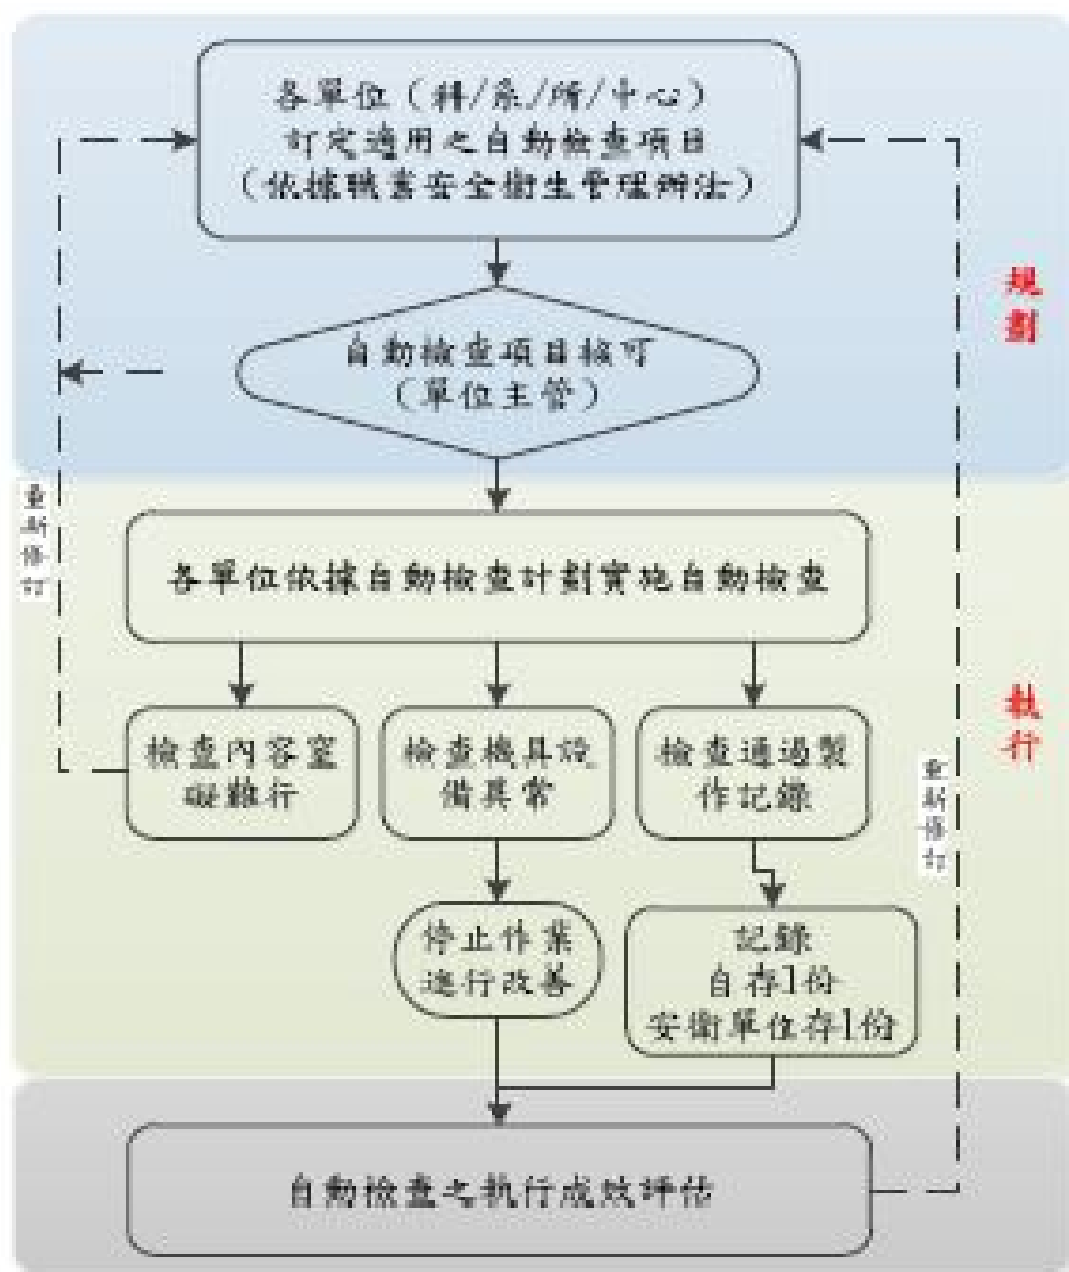 各單位（科/系/所/中心）
訂定適用之自動檢查項目
（依據職業安全衛生管理辦法）
規劃
自動檢查項目核可
（單位主管）
重新修訂
各單位依據自動檢查計劃實施自動檢查
執行
檢查內容窒
礙難行
檢查機具設
備異常
檢查通過製
作記錄
重新修訂
停止作業
進行改善
記錄
自存1份
安衛單位存1份
自動檢查之執行成效評估